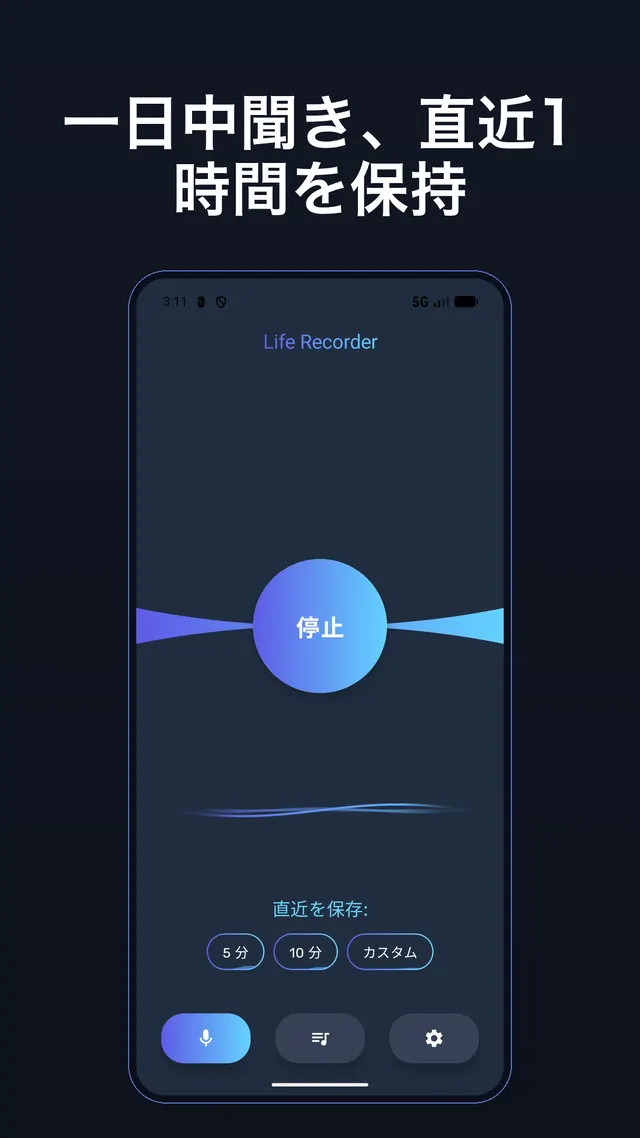 一日中聞き、直近1
時間を保持
3:11 5G
Life Recorder
停止
直近を保存:
5 分 10 分 カスタム